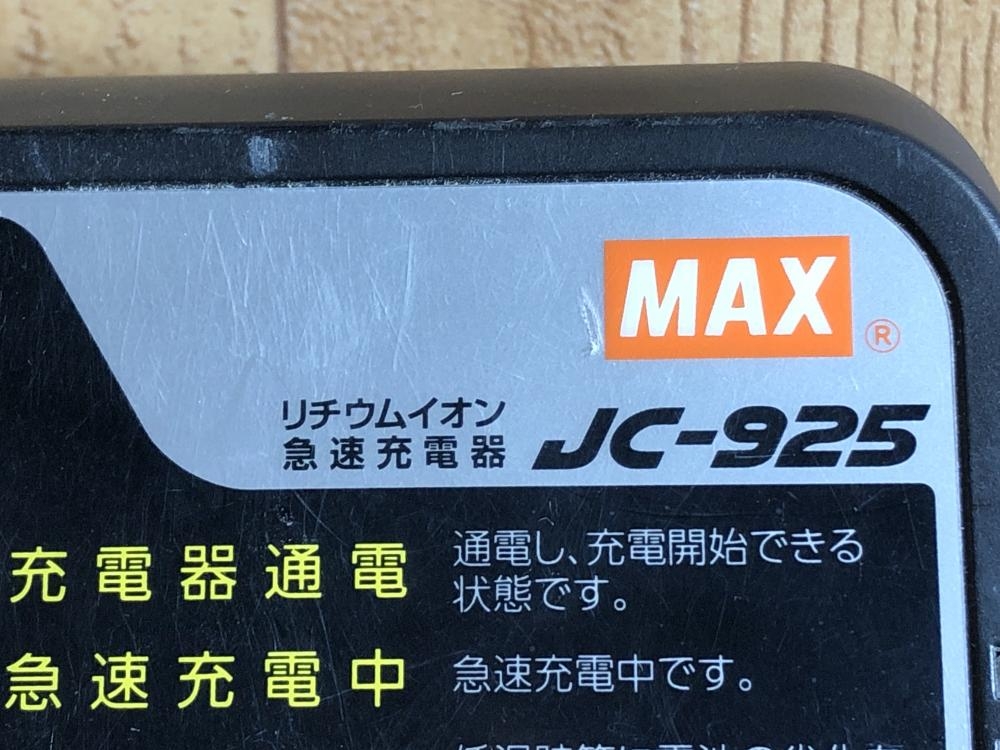 MAX
®
リチウムイオン
急速充電器
JC-925
充電器通電
通電し、充電開始できる
状態です。
急速充電中
急速充電中です。